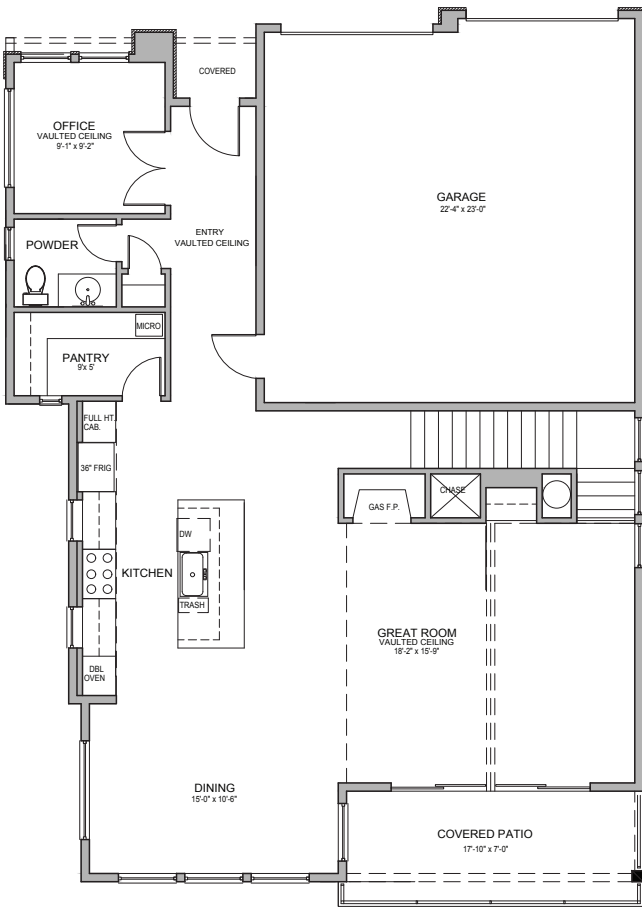 COVERED
OFFICE
VAULTED CEILING
9'-1" x 9'-2"
GARAGE
22'-4" x 23'-0"
ENTRY
VAULTED CEILING
POWDER
MICRO
PANTRY
9'x 5'
FULL HT.
CAB.
36" FRIG
CHASE
GAS F.P.
DW
KITCHEN
TRASH
GREAT ROOM
VAULTED CEILING
18'-2" x 15'-9"
DBL
OVEN
DINING
15'-0" x 10'-6"
COVERED PATIO
17'-10" x 7'-0"